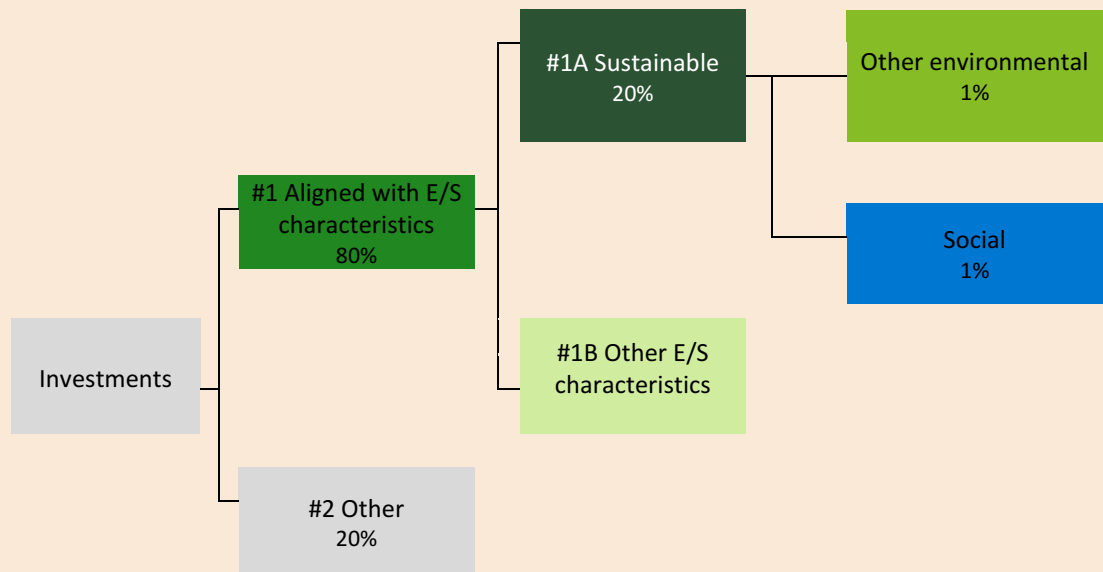 Investments
#1 Aligned with E/S
characteristics
80%
#2 Other
20%
#1A Sustainable
20%
#1B Other E/S
characteristics
Other environmental
1%
Social
1%